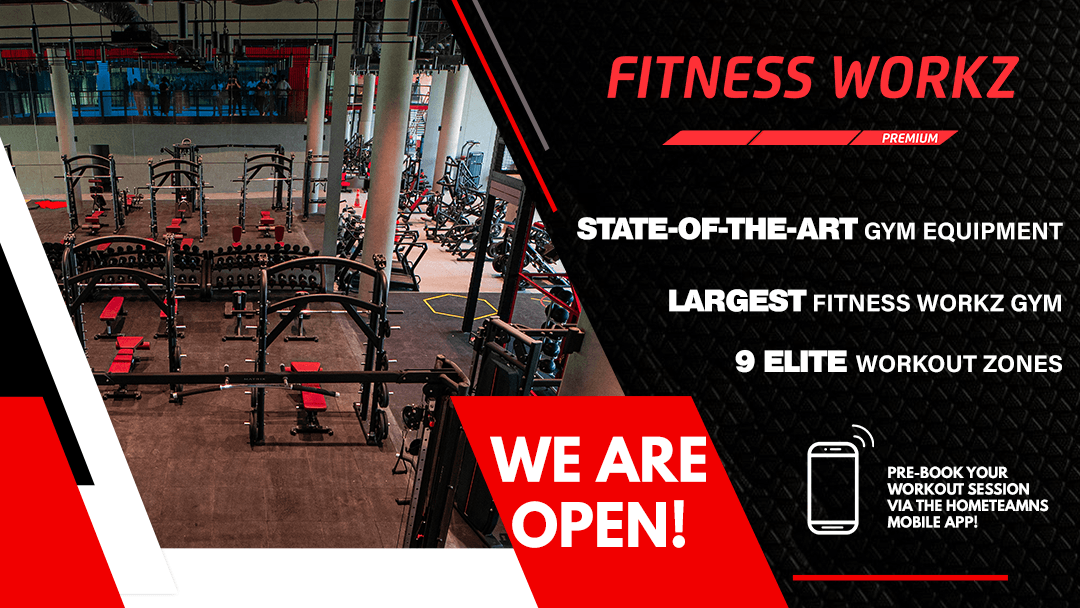 FITNESS WORKZ
PREMIUM
STATE-OF-THE-ART GYM EQUIPMENT
LARGEST FITNESS WORKZ GYM
9 ELITE WORKOUT ZONES
WE ARE
OPEN!
PRE-BOOK YOUR
WORKOUT SESSION
VIA THE HOMETEAMNS
MOBILE APP!